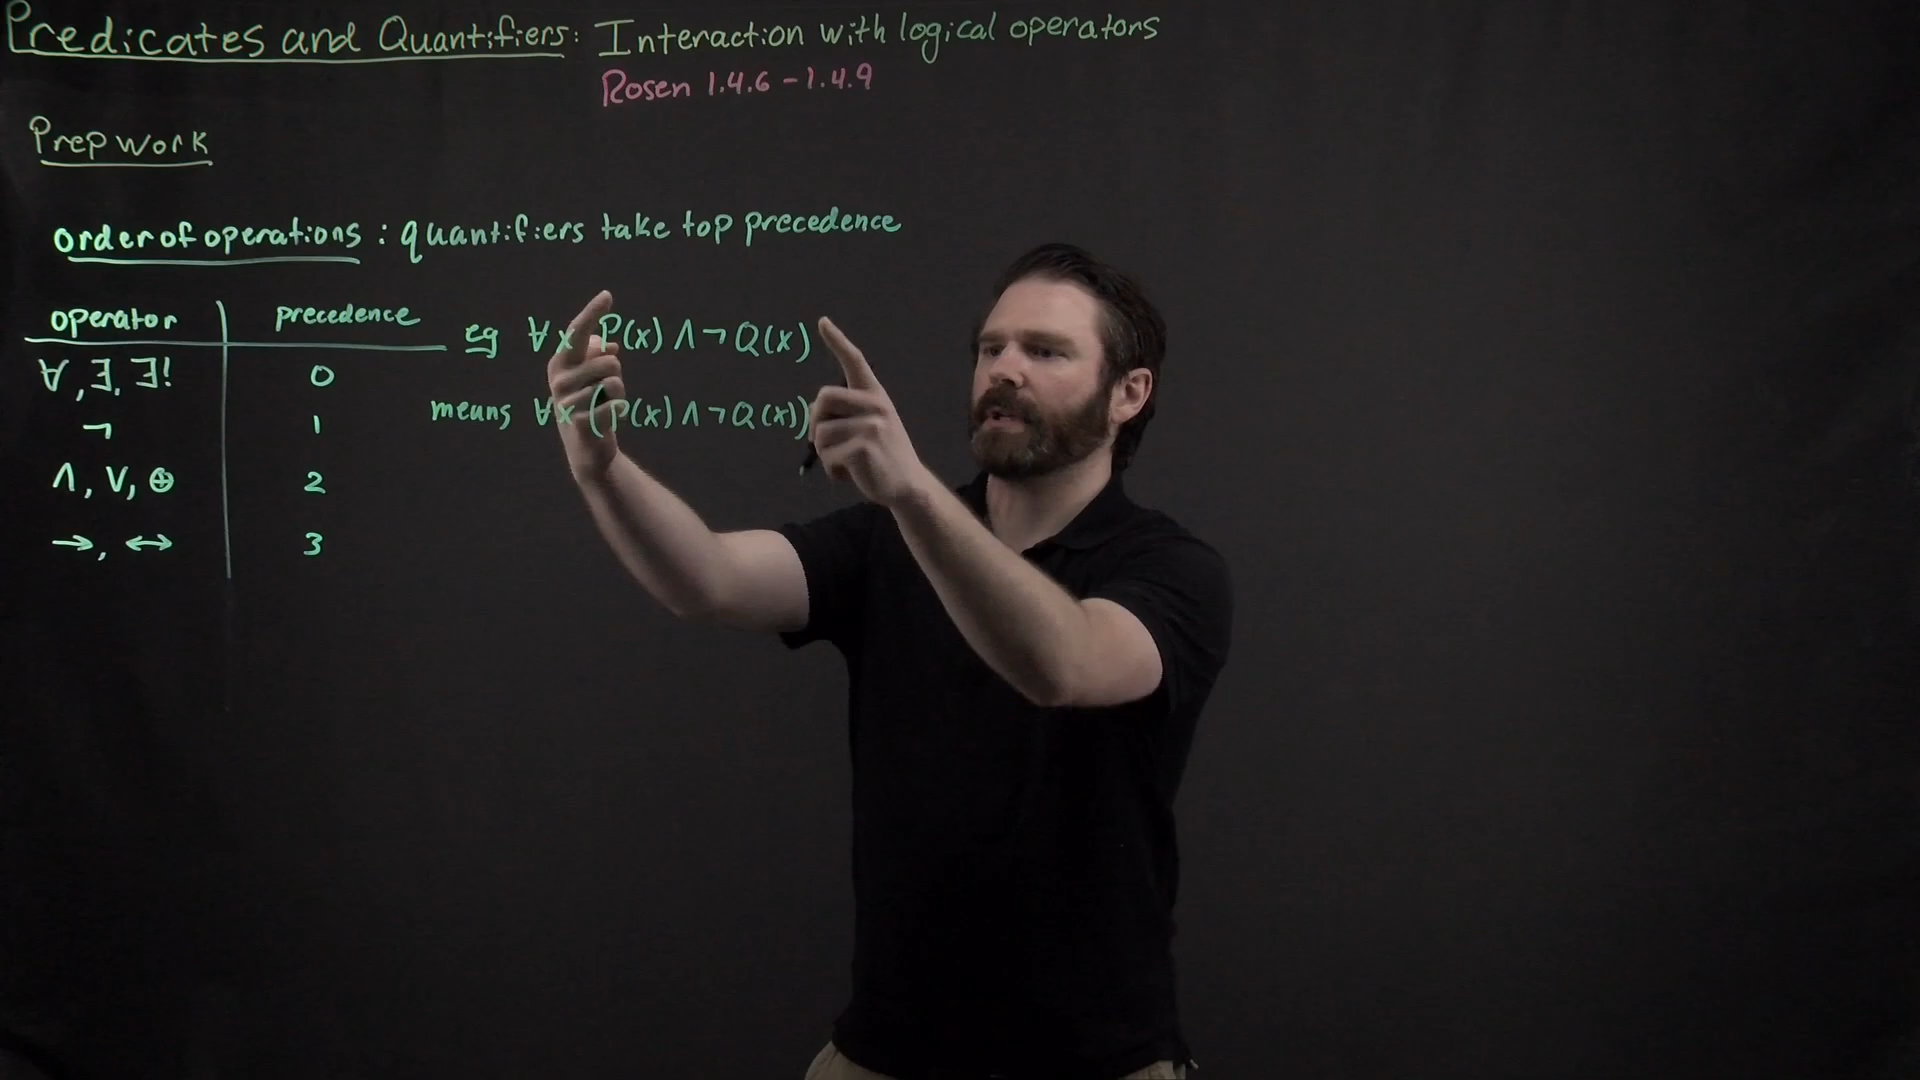 Predicates and Quantifiers: Interaction with logical operators
Rosen 1.4.6 - 1.4.9
Prep work
order of operations: quantifiers take top precedence
operator precedence
∀, ∃, ∃! 0
¬ 1
∧, ∨, ⊕ 2
→, ↔ 3
eg ∀x P(x) ∧ ¬ Q(x)
means ∀x (P(x) ∧ ¬ Q(x))